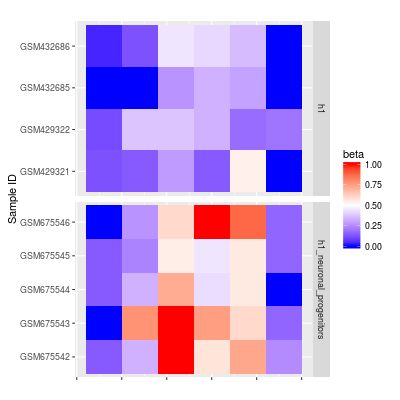 GSM432686
GSM432685
GSM429322
GSM429321
h1
GSM675546
GSM675545
GSM675544
GSM675543
GSM675542
h1_neuronal_progenitors
Sample ID
beta
1.00
0.75
0.50
0.25
0.00